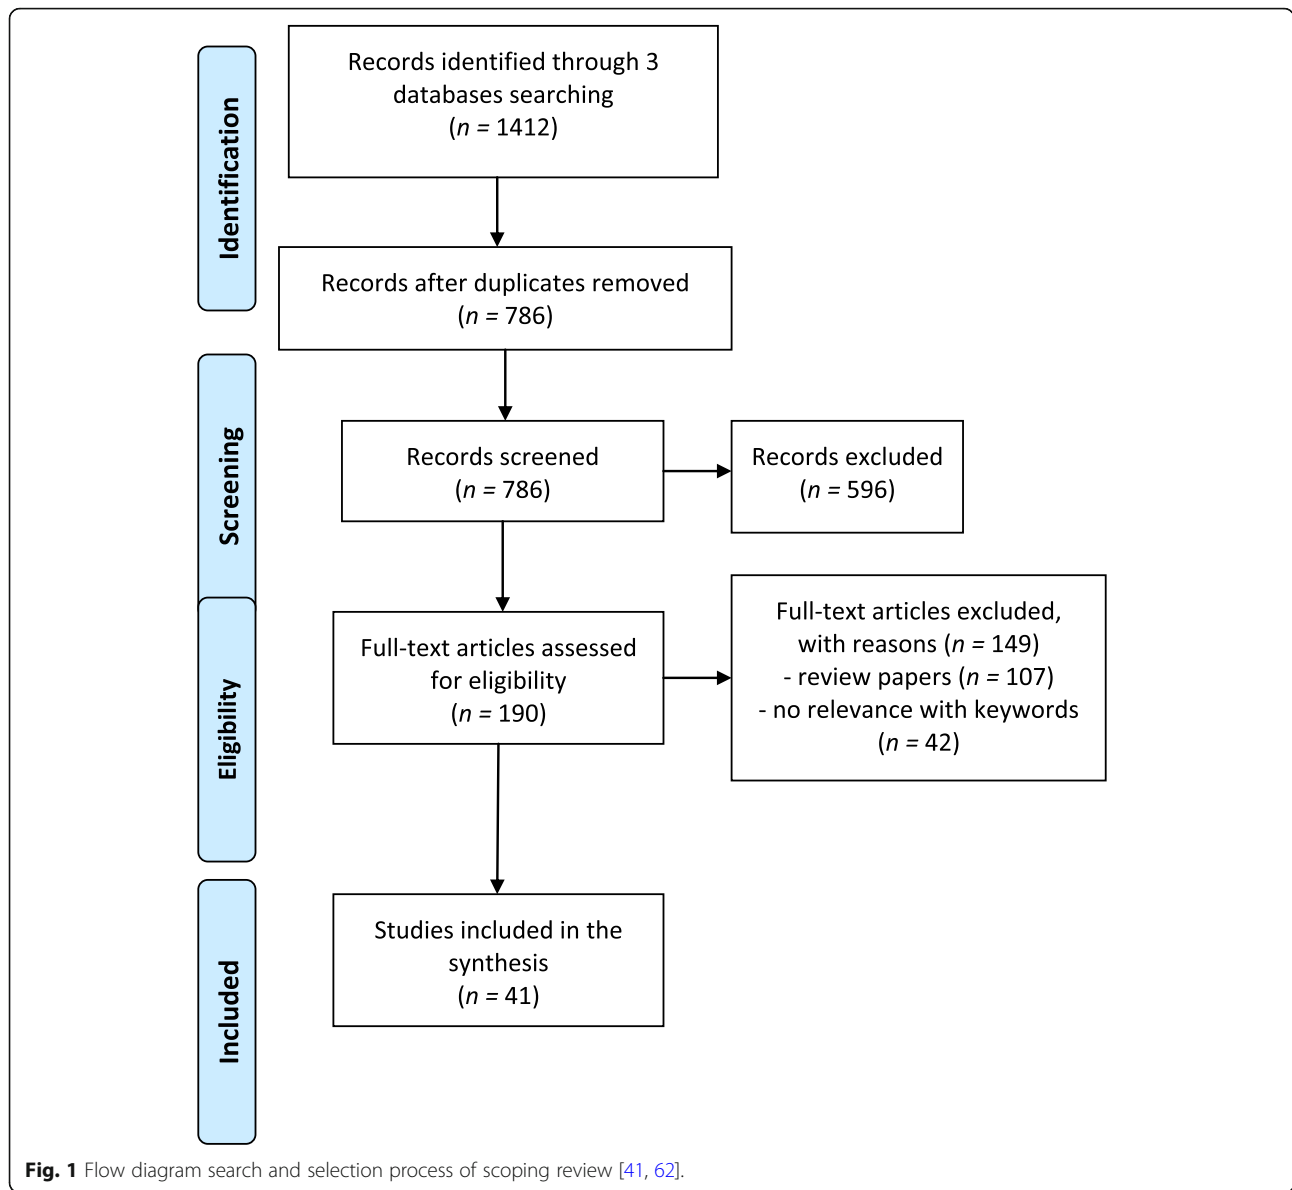 Identification
Records identified through 3
databases searching
(n = 1412)
Records after duplicates removed
(n = 786)
Screening
Records screened
(n = 786)
Records excluded
(n = 596)
Eligibility
Full-text articles assessed
for eligibility
(n = 190)
Full-text articles excluded,
with reasons (n = 149)
- review papers (n = 107)
- no relevance with keywords
(n = 42)
Included
Studies included in the
synthesis
(n = 41)
Fig. 1 Flow diagram search and selection process of scoping review [41, 62].